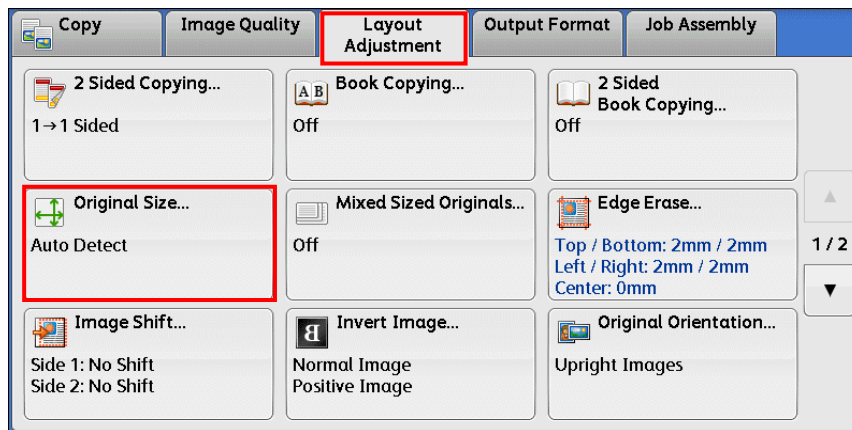 Copy
Image Quality
Layout
Adjustment
Output Format
Job Assembly
2 Sided Copying...
1→1 Sided
A B
Book Copying...
Off
2 Sided
Book Copying...
Off
Original Size...
Auto Detect
Mixed Sized Originals...
Off
Edge Erase...
Top / Bottom: 2mm / 2mm
Left / Right: 2mm / 2mm
Center: 0mm
1 / 2
Image Shift...
Side 1: No Shift
Side 2: No Shift
B
Invert Image...
Normal Image
Positive Image
Original Orientation...
Upright Images